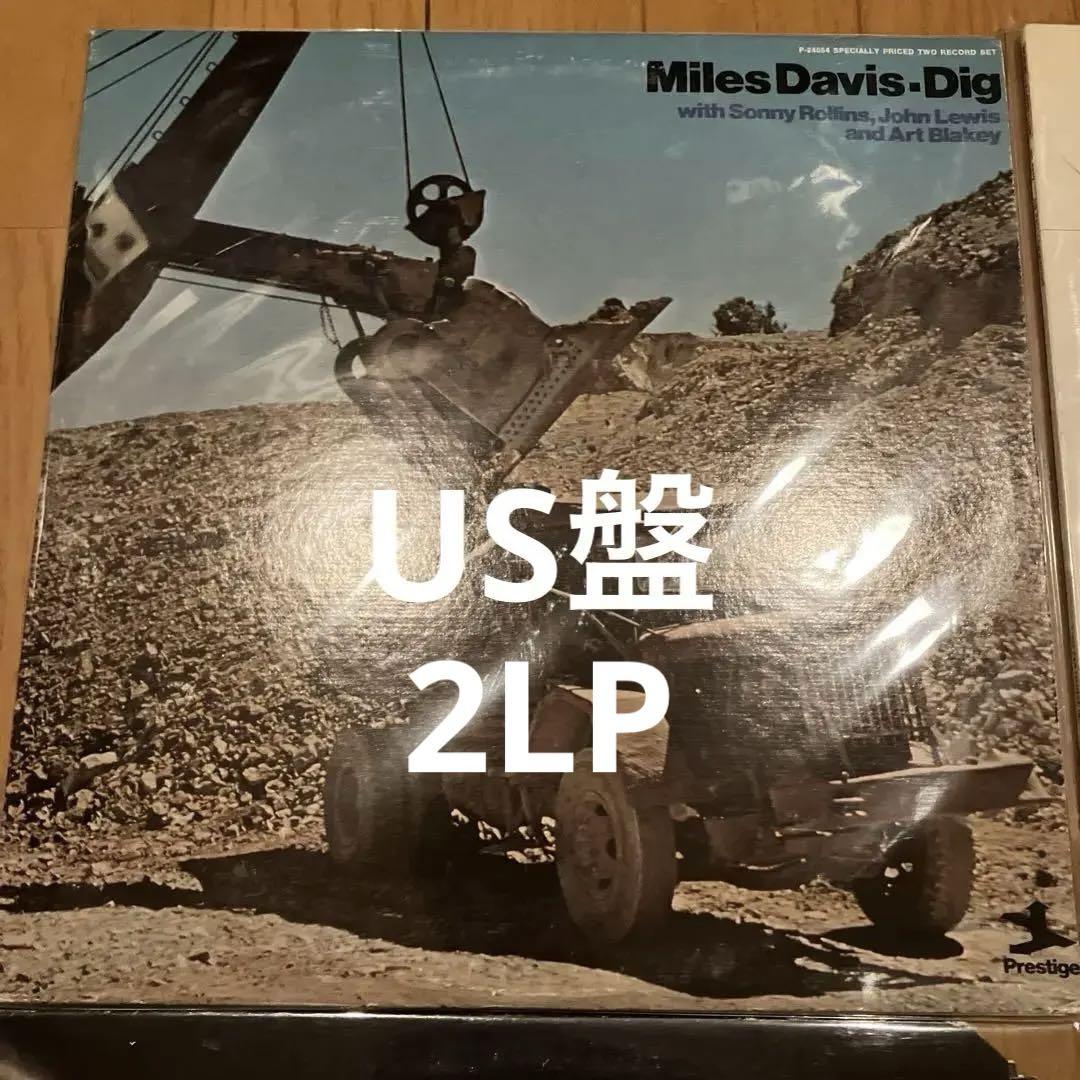 P-24054 SPECIALLY PRICED TWO RECORD SET
Miles Davis·Dig
with Sonny Rollins, John Lewis
and Art Blakey
US盤
2LP
Prestige